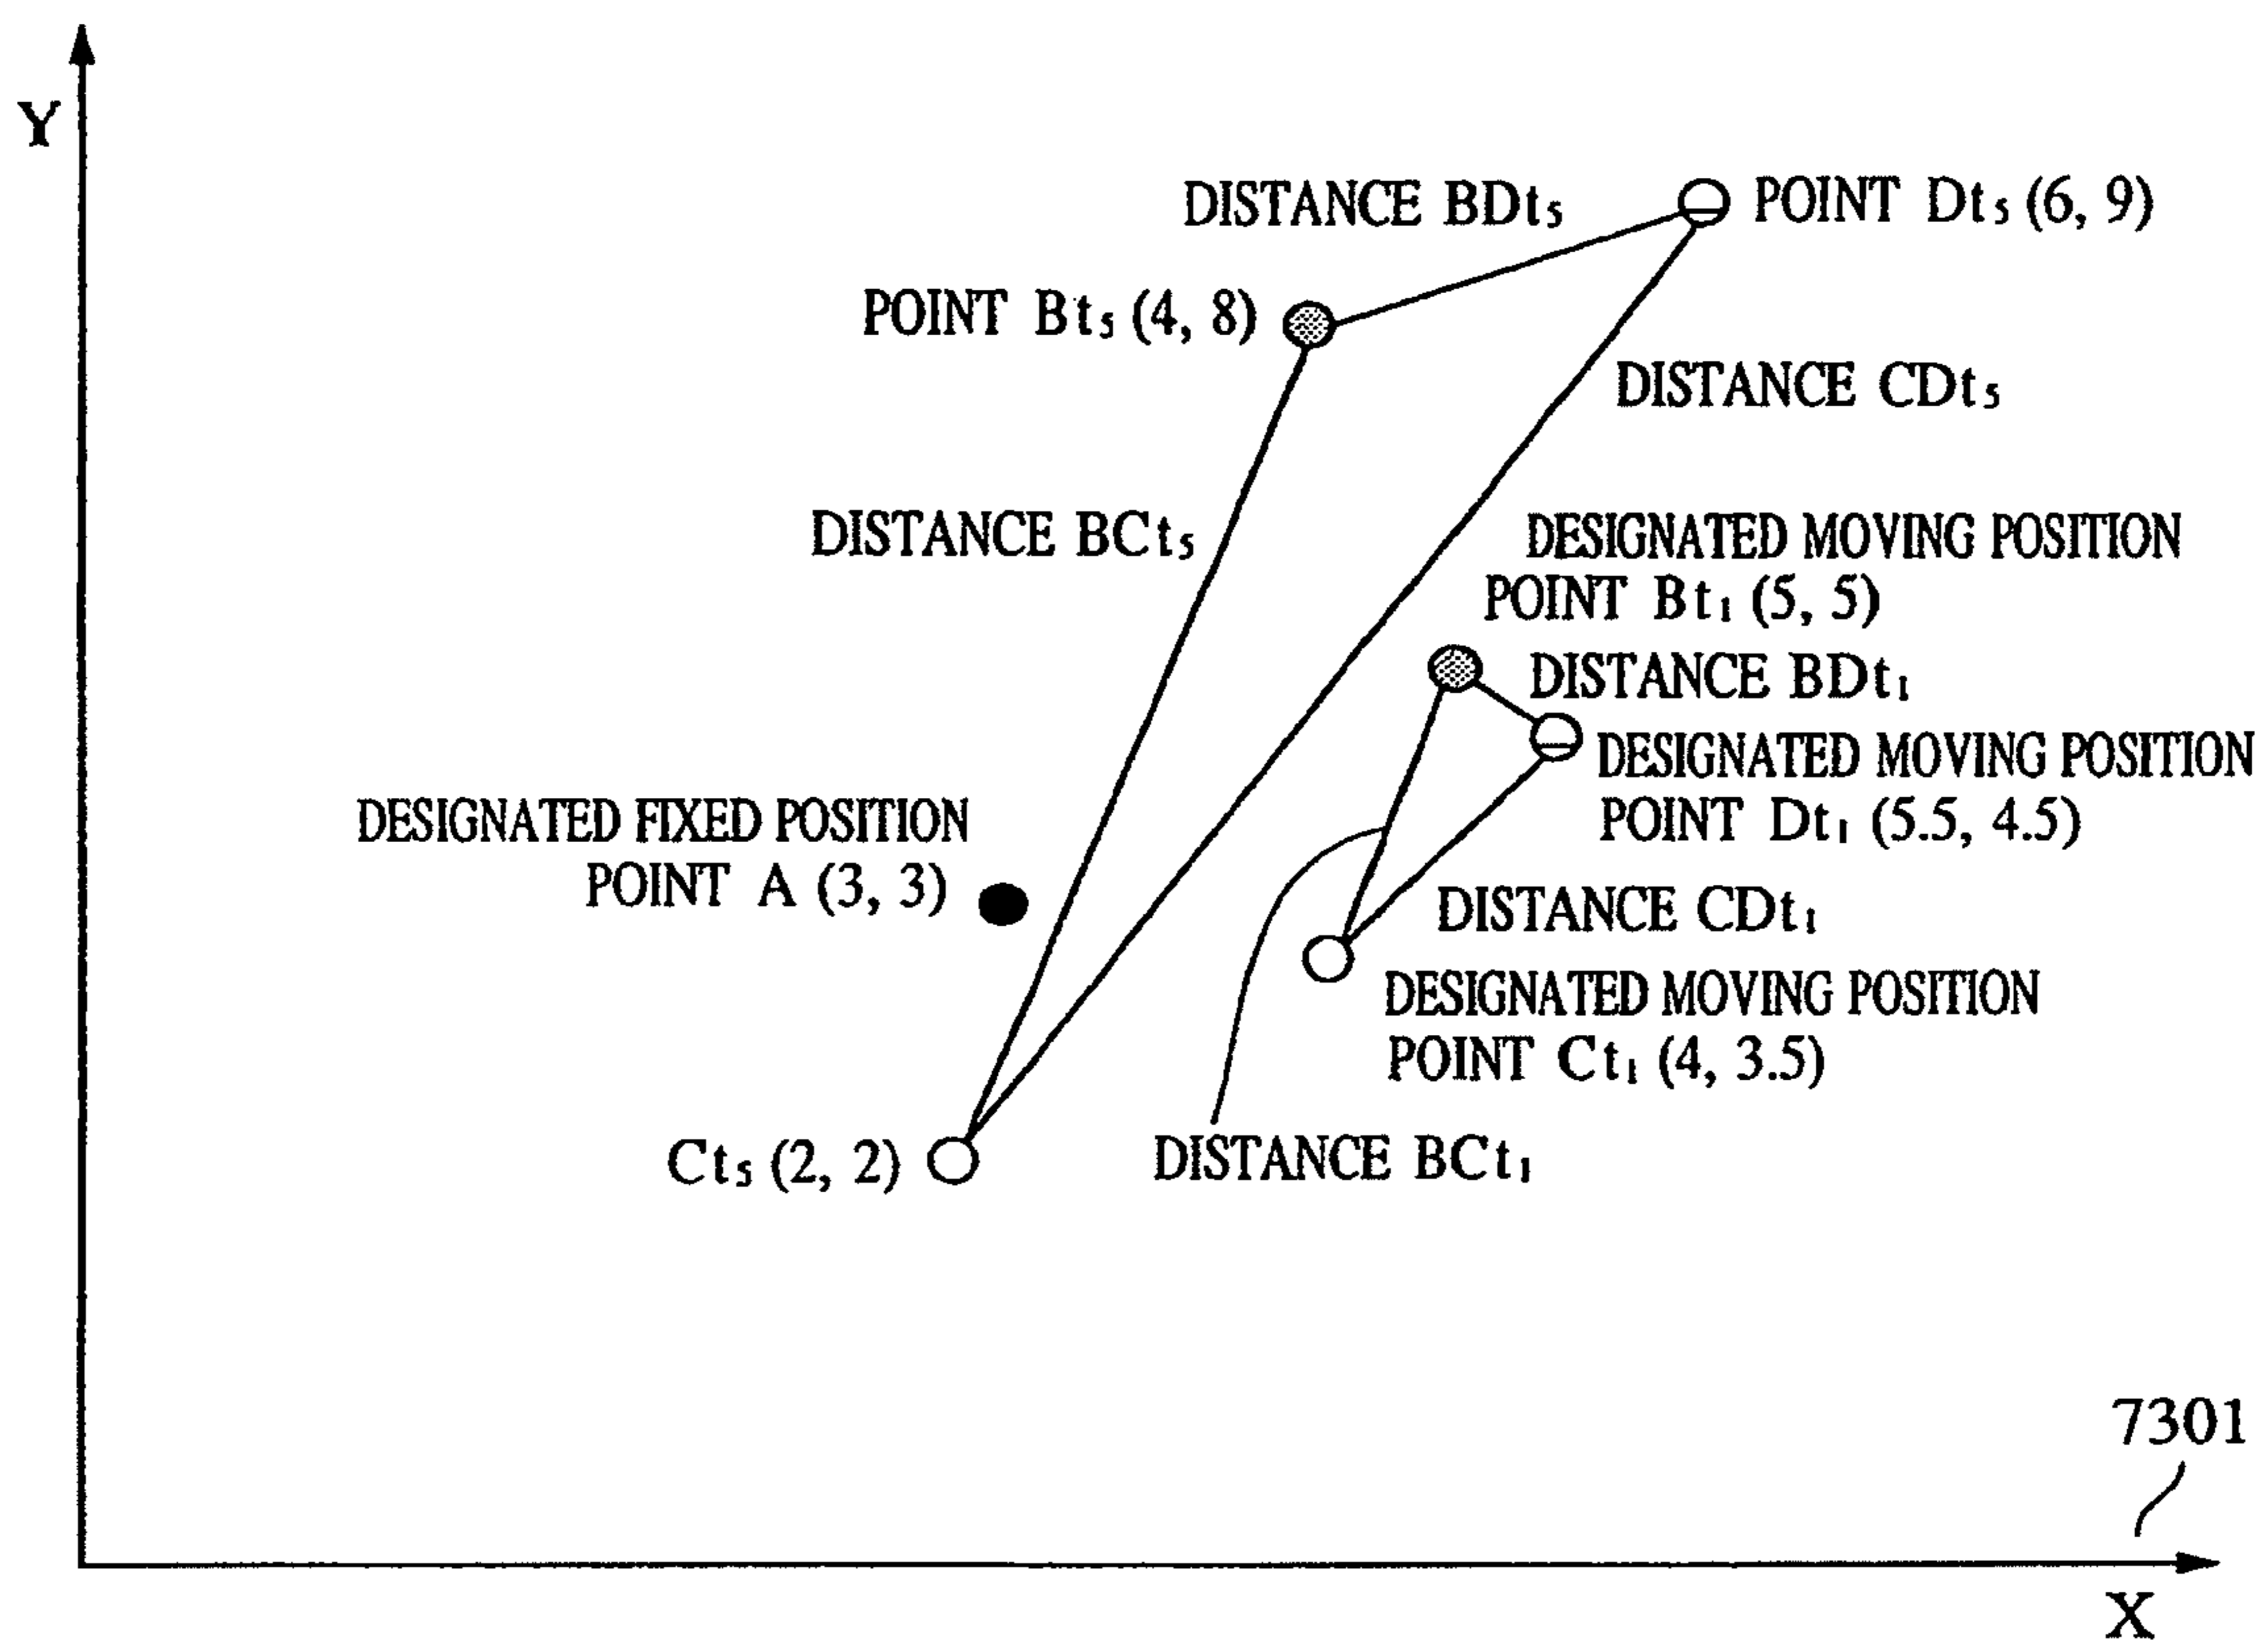 Y
DISTANCE BDt5
POINT Dt5 (6, 9)
POINT Bt5 (4, 8)
DISTANCE CDt5
DISTANCE BCt5
DESIGNATED MOVING POSITION
POINT Bt1 (5, 5)
DISTANCE BDt1
DESIGNATED MOVING POSITION
POINT Dt1 (5.5, 4.5)
DESIGNATED FIXED POSITION
POINT A (3, 3)
DISTANCE CDt1
DESIGNATED MOVING POSITION
POINT Ct1 (4, 3.5)
Ct5 (2, 2)
DISTANCE BCt1
7301
X